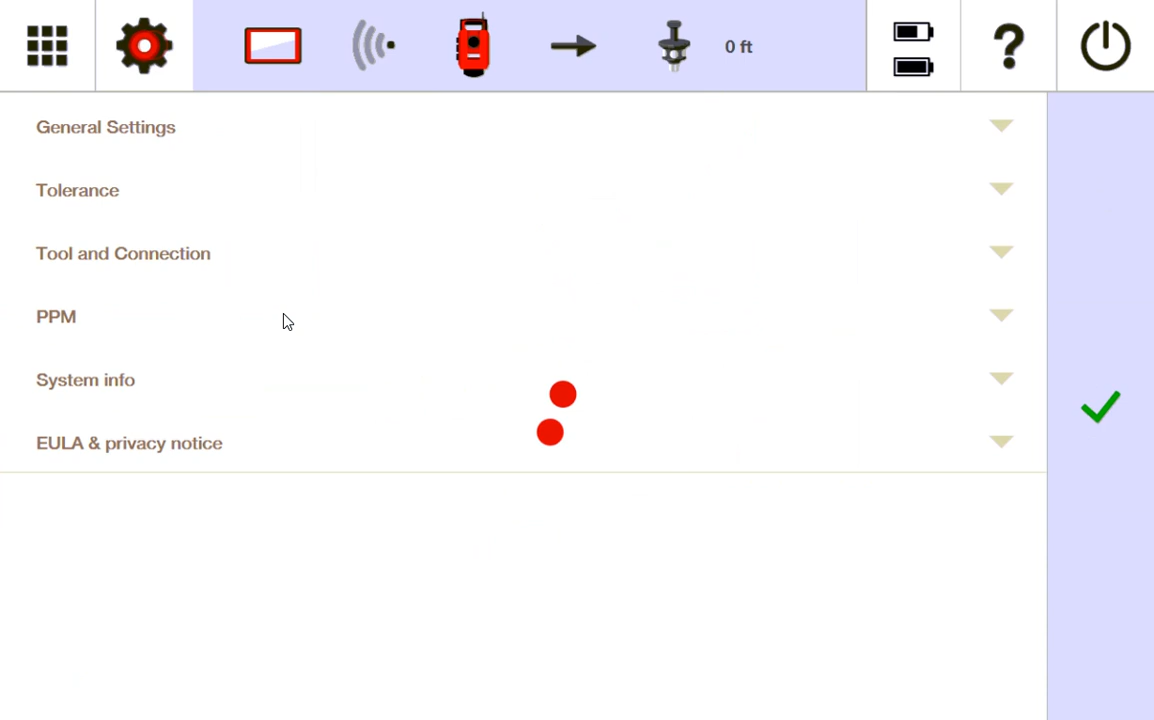 0 ft
?
General Settings
Tolerance
Tool and Connection
PPM
System info
EULA & privacy notice